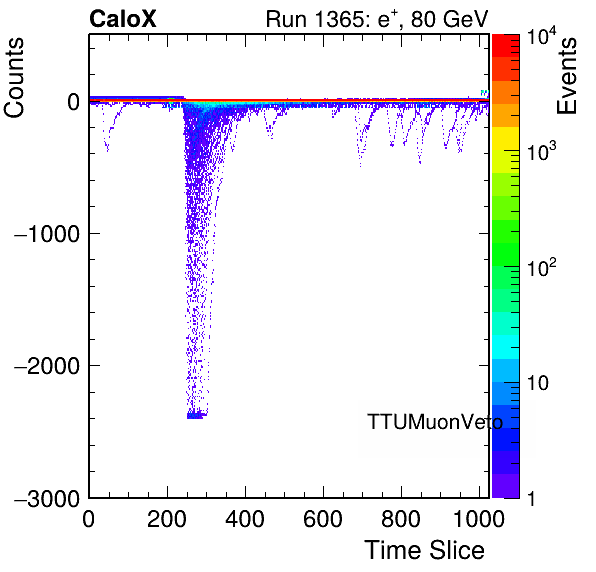 CaloX Run 1365: e⁺, 80 GeV
Counts
Events
0
−1000
−2000
−3000
0 200 400 600 800 1000
Time Slice
TTUMuonVeto
10⁴
10³
10²
10
1